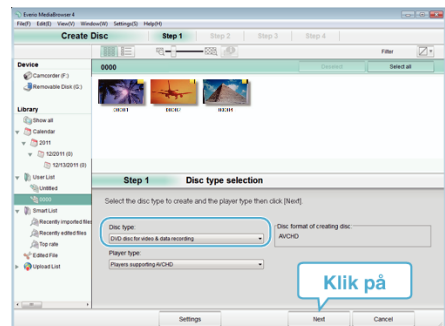 Everio MediaBrowser 4
File(F) Edit(E) View(V) Window(W) Settings(S) Help(H)
Create Disc Step 1 Step 2 Step 3 Step 4
Filter
Device 0000 Deselect Select all
Camcorder (F:)
Removable Disk (G:)
Library
Show all
Calendar
2011
12/2011 (0)
12/13/2011 (0)
User List
Untitled
0000
Smart List
Recently imported files
Recently edited files
Top rate
Edited File
Upload List
Step 1 Disc type selection
Select the disc type to create and the player type then click [Next].
Disc type:
DVD disc for video & data recording
Player type:
Players supporting AVCHD
Disc format of creating disc:
AVCHD
Klik på
Settings Next Cancel